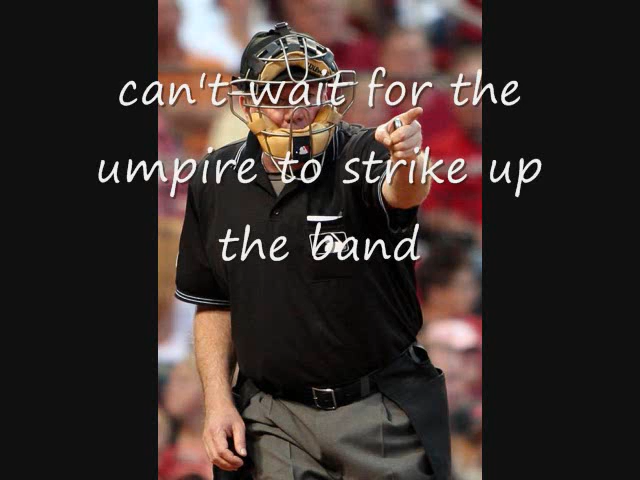 can't wait for the
umpire to strike up
the band